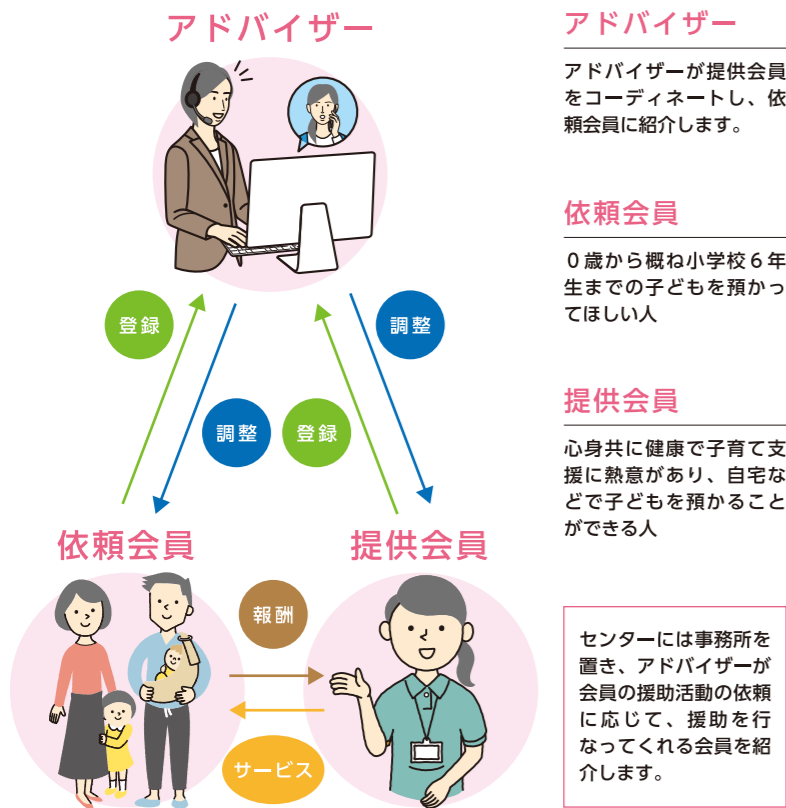 アドバイザー
登録
調整
調整
登録
依頼会員
提供会員
報酬
サービス
アドバイザー
アドバイザーが提供会員
をコーディネートし、依
頼会員に紹介します。
依頼会員
０歳から概ね小学校６年
生までの子どもを預かっ
てほしい人
提供会員
心身共に健康で子育て支
援に熱意があり、自宅な
どで子どもを預かること
ができる人
センターには事務所を
置き、アドバイザーが
会員の援助活動の依頼
に応じて、援助を行
なってくれる会員を紹
介します。